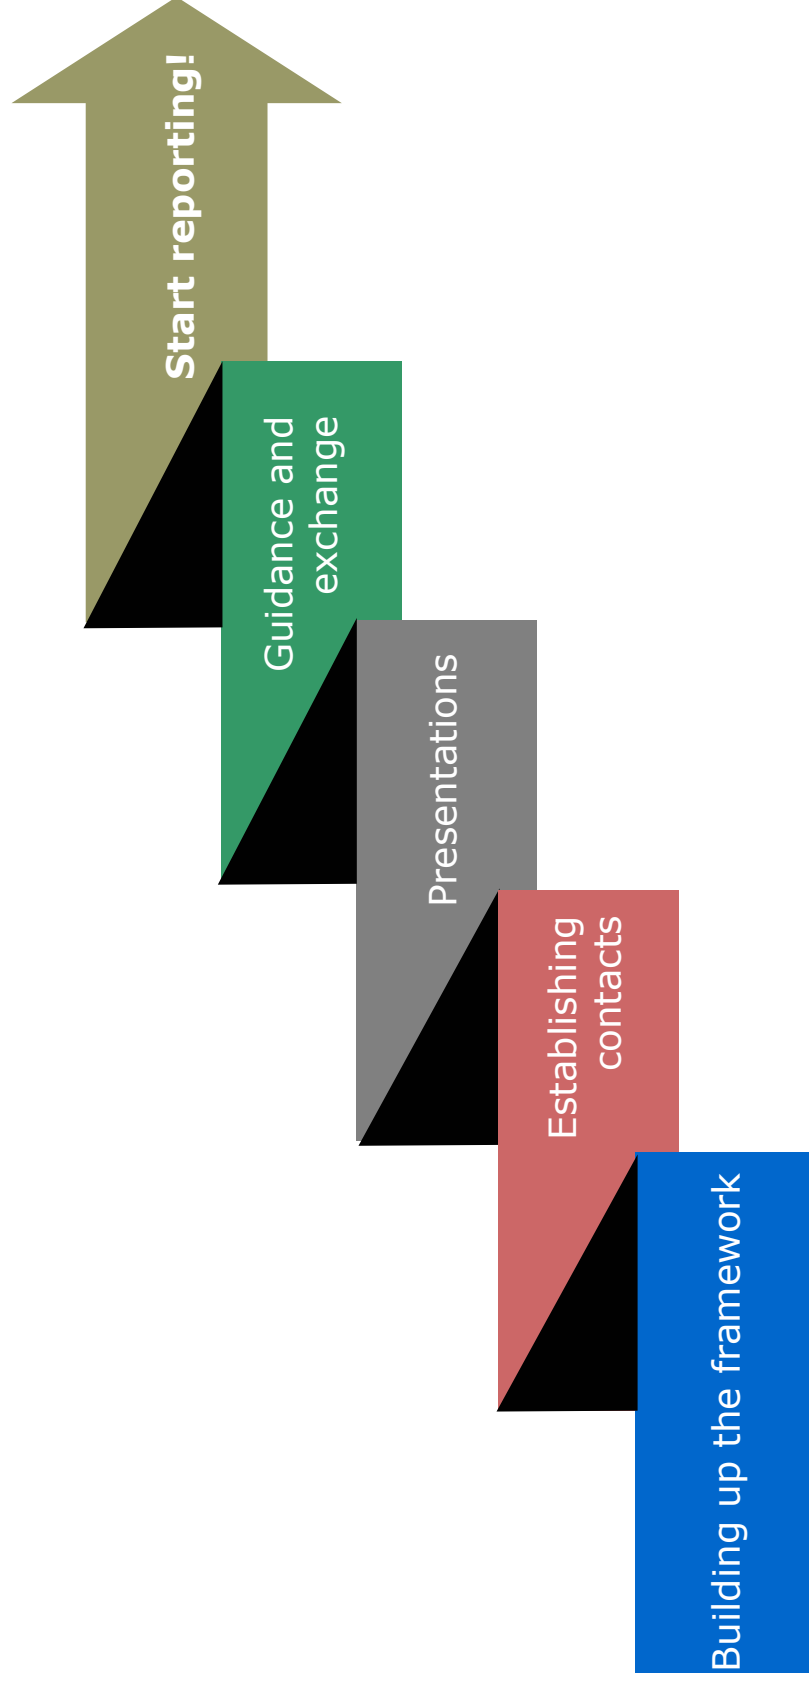 Start reporting!
Guidance and
exchange
Presentations
Establishing
contacts
Building up the framework